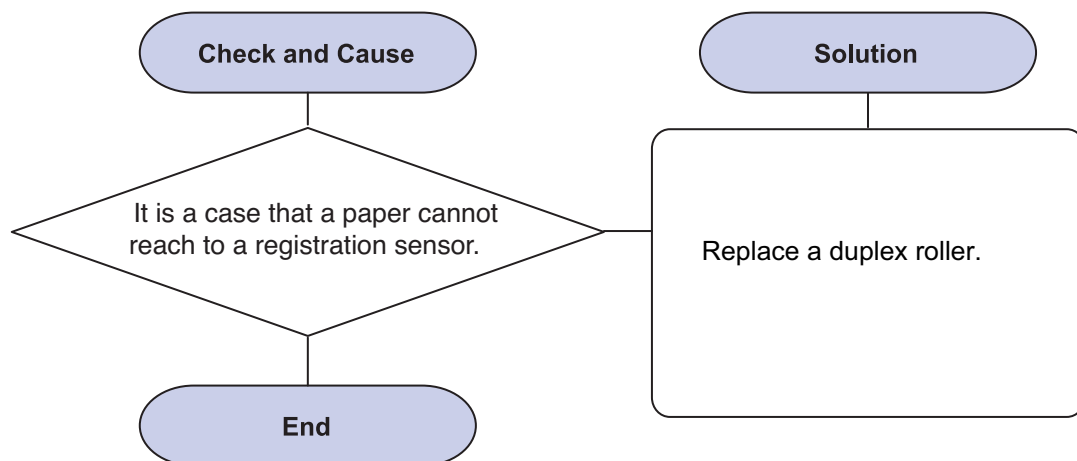 Check and Cause
Solution
It is a case that a paper cannot
reach to a registration sensor.
Replace a duplex roller.
End